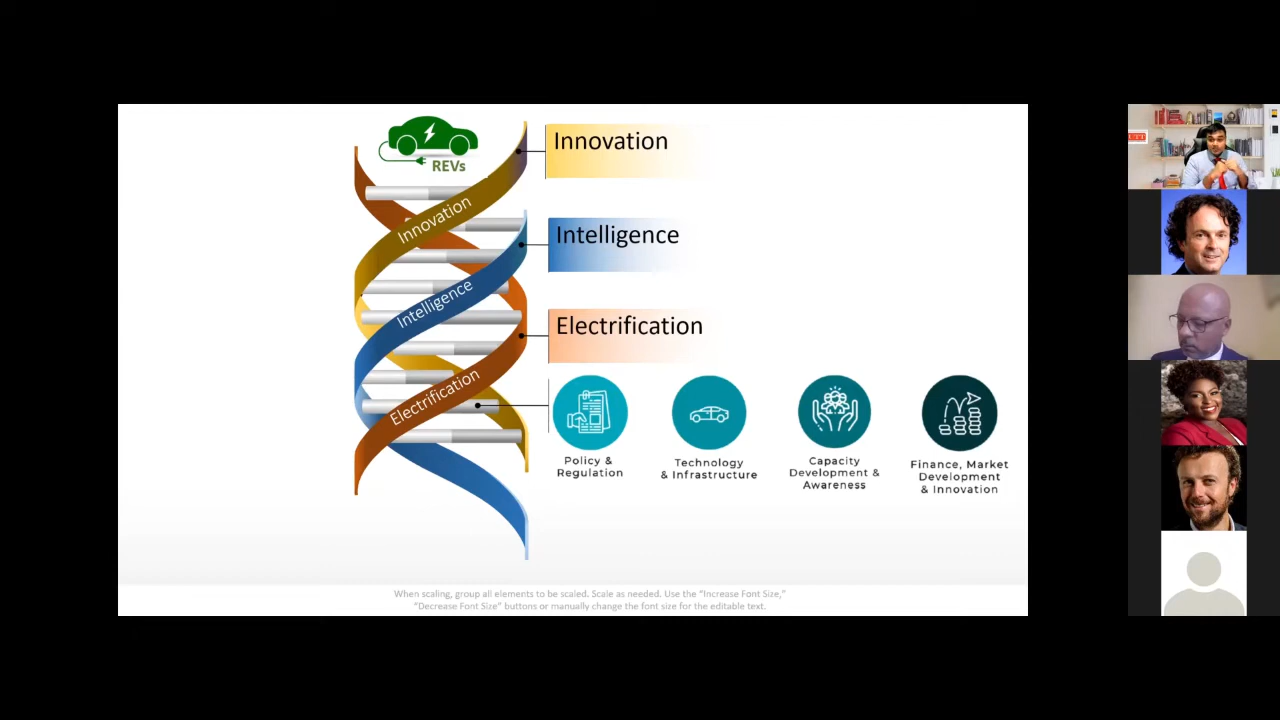 REVs
Innovation
Innovation
Intelligence
Intelligence
Electrification
Electrification
Policy &
Regulation
Technology
& Infrastructure
Capacity
Development &
Awareness
Finance, Market
Development
& Innovation
When scaling, group all elements to be scaled. Scale as needed. Use the “Increase Font Size,”
“Decrease Font Size” buttons or manually change the font size for the editable text.